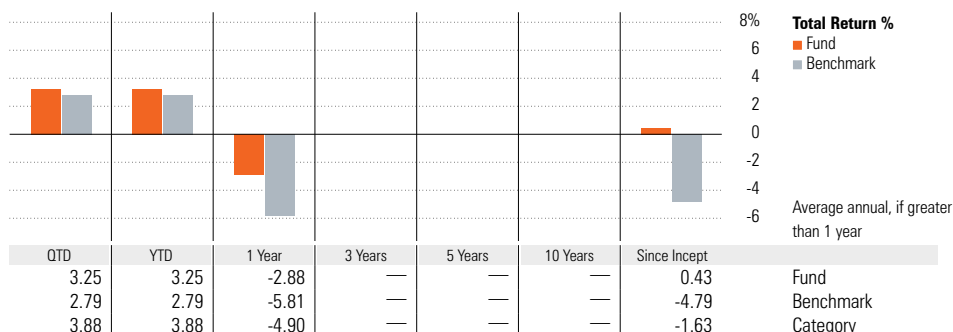 8%
6
4
2
0
-2
-4
-6
Total Return %
Fund
Benchmark
Average annual, if greater
than 1 year
QTD YTD 1 Year 3 Years 5 Years 10 Years Since Incept
3.25 3.25 -2.88 — — — 0.43 Fund
2.79 2.79 -5.81 — — — -4.79 Benchmark
3.88 3.88 -4.90 — — — -1.63 Category